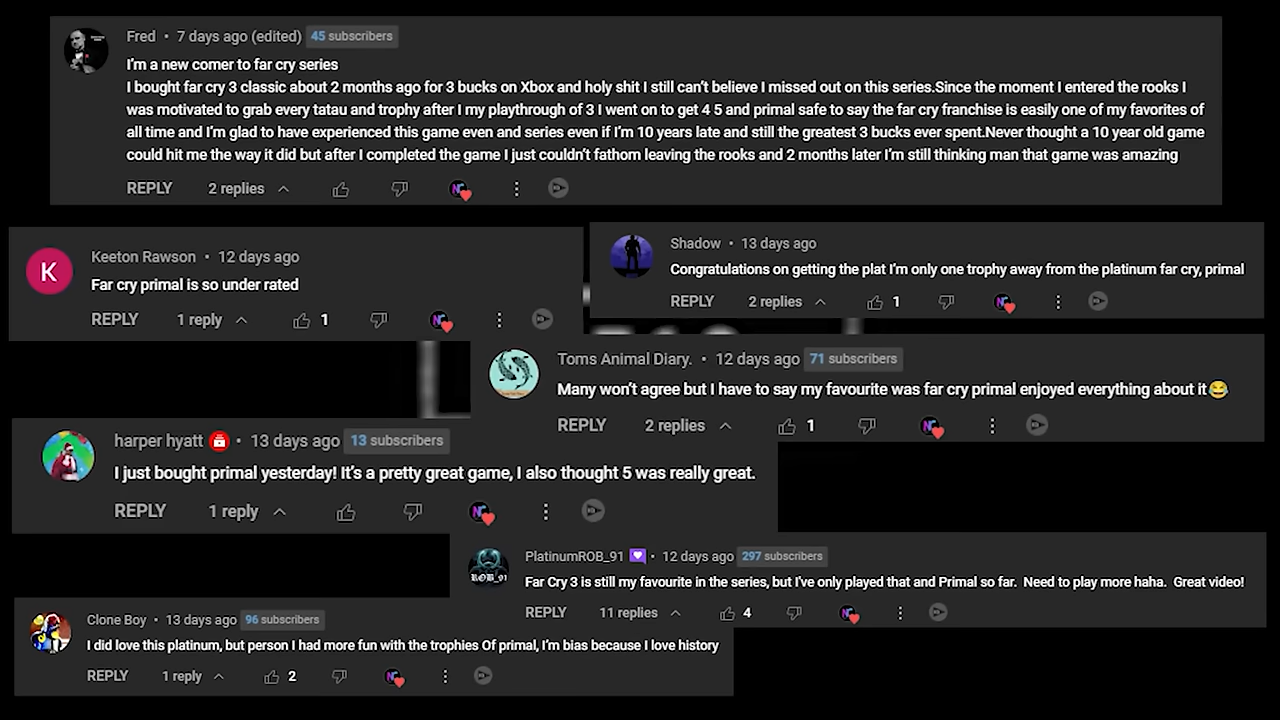 Fred • 7 days ago (edited) 45 subscribers
I'm a new comer to far cry series
I bought far cry 3 classic about 2 months ago for 3 bucks on Xbox and holy shit I still can't believe I missed out on this series.Since the moment I entered the rooks I
was motivated to grab every tatau and trophy after I my playthrough of 3 I went on to get 4 5 and primal safe to say the far cry franchise is easily one of my favorites of
all time and I'm glad to have experienced this game even and series even if I'm 10 years late and still the greatest 3 bucks ever spent.Never thought a 10 year old game
could hit me the way it did but after I completed the game I just couldn't fathom leaving the rooks and 2 months later I'm still thinking man that game was amazing
REPLY 2 replies
Keeton Rawson • 12 days ago
K
Far cry primal is so under rated
REPLY 1 reply 1
Shadow • 13 days ago
Congratulations on getting the plat I'm only one trophy away from the platinum far cry, primal
REPLY 2 replies 1
Toms Animal Diary. • 12 days ago 71 subscribers
Many won't agree but I have to say my favourite was far cry primal enjoyed everything about it😂
REPLY 2 replies 1
harper hyatt • 13 days ago 13 subscribers
I just bought primal yesterday! It's a pretty great game, I also thought 5 was really great.
REPLY 1 reply
PlatinumROB_91 • 12 days ago 297 subscribers
ROB_91
Far Cry 3 is still my favourite in the series, but I've only played that and Primal so far. Need to play more haha. Great video!
REPLY 11 replies 4
Clone Boy • 13 days ago 96 subscribers
I did love this platinum, but person I had more fun with the trophies Of primal, I'm bias because I love history
REPLY 1 reply 2